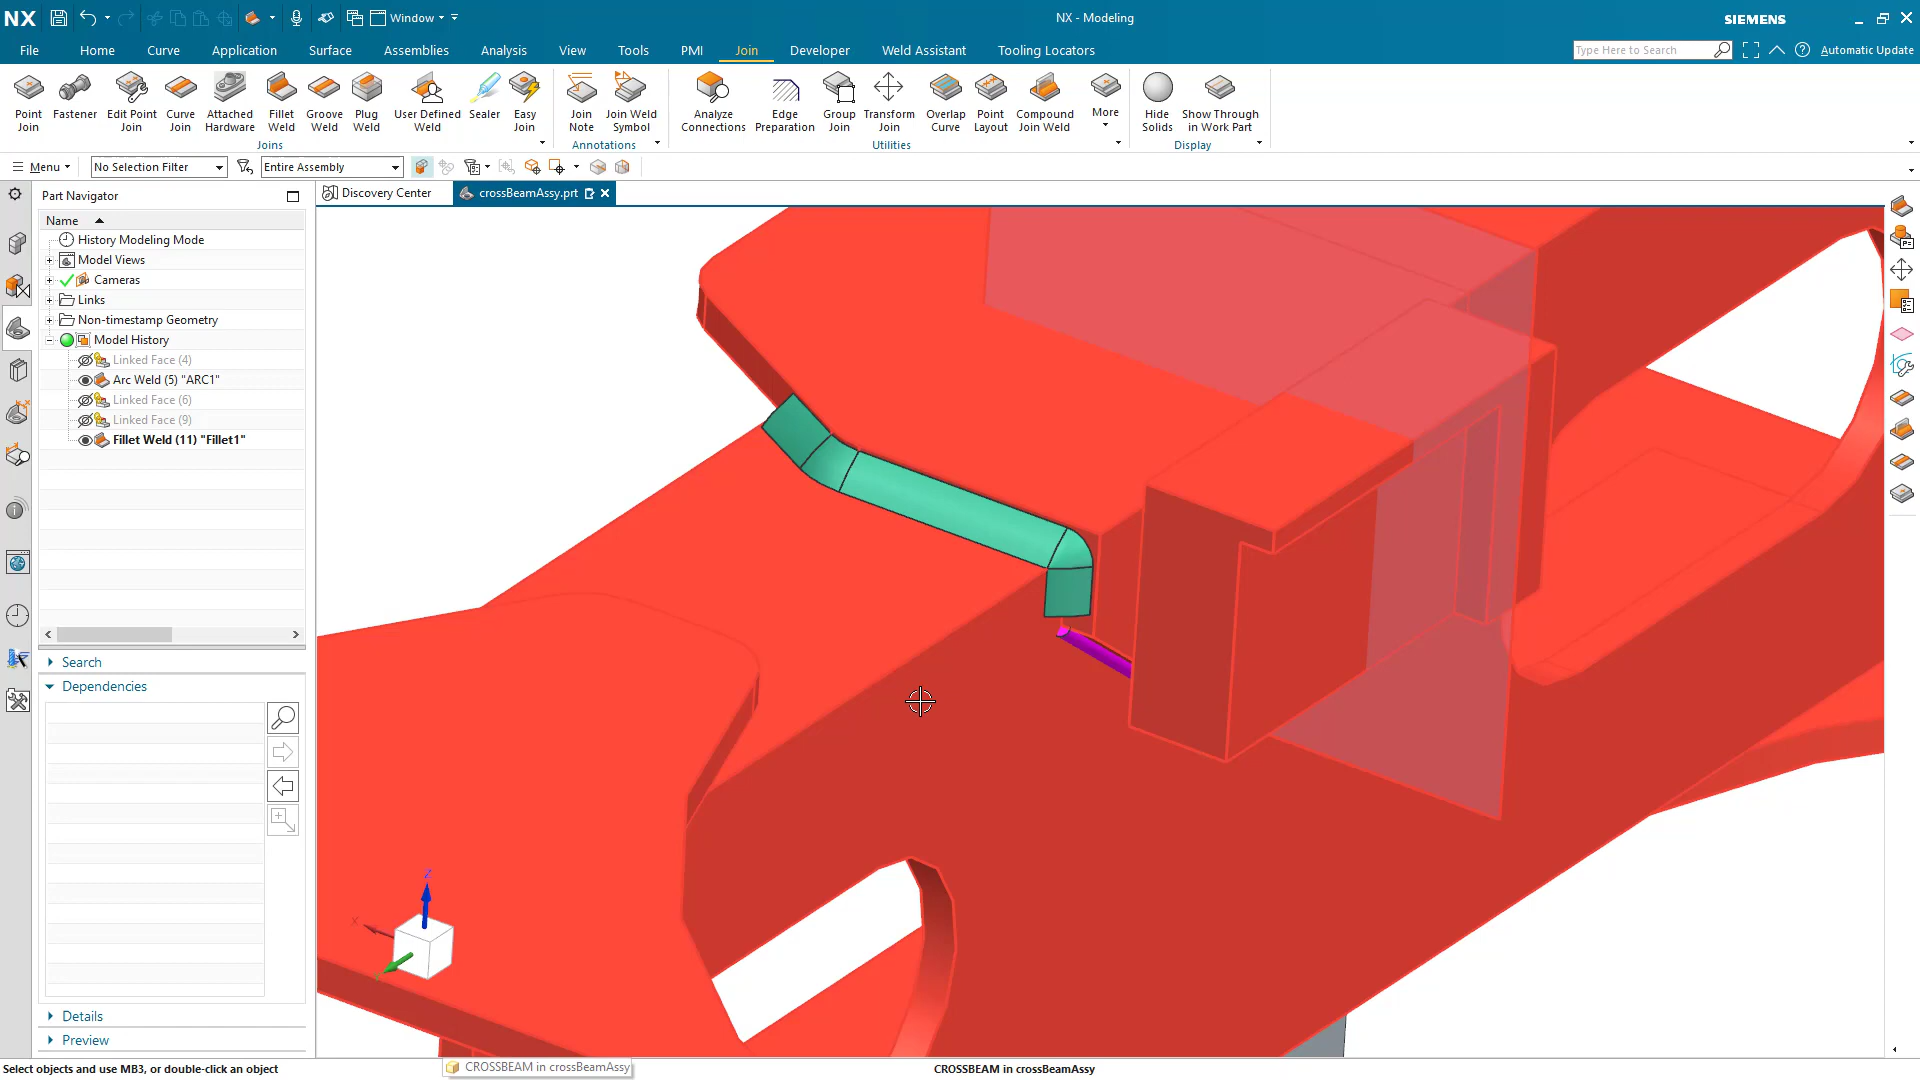 NX
Window
NX - Modeling
SIEMENS
File
Home
Curve
Application
Surface
Assemblies
Analysis
View
Tools
PMI
Join
Developer
Weld Assistant
Tooling Locators
Type Here to Search
Automatic Update
Point Join
Fastener
Edit Point Join
Curve Join
Attached Hardware
Fillet Weld
Groove Weld
Plug Weld
User Defined Weld
Sealer
Easy Join
Join Note
Join Weld Symbol
Analyze Connections
Edge Preparation
Group Join
Transform Join
Overlap Curve
Point Layout
Compound Join Weld
More
Hide Solids
Show Through in Work Part
Joins
Annotations
Utilities
Display
Menu
No Selection Filter
Entire Assembly
Part Navigator
Discovery Center
crossBeamAssy.prt
Name
History Modeling Mode
Model Views
Cameras
Links
Non-timestamp Geometry
Model History
Linked Face (4)
Arc Weld (5) "ARC1"
Linked Face (6)
Linked Face (9)
Fillet Weld (11) "Fillet1"
Search
Dependencies
Details
Preview
Z
X
Select objects and use MB3, or double-click an object
CROSSBEAM in crossBeamAssy
CROSSBEAM in crossBeamAssy